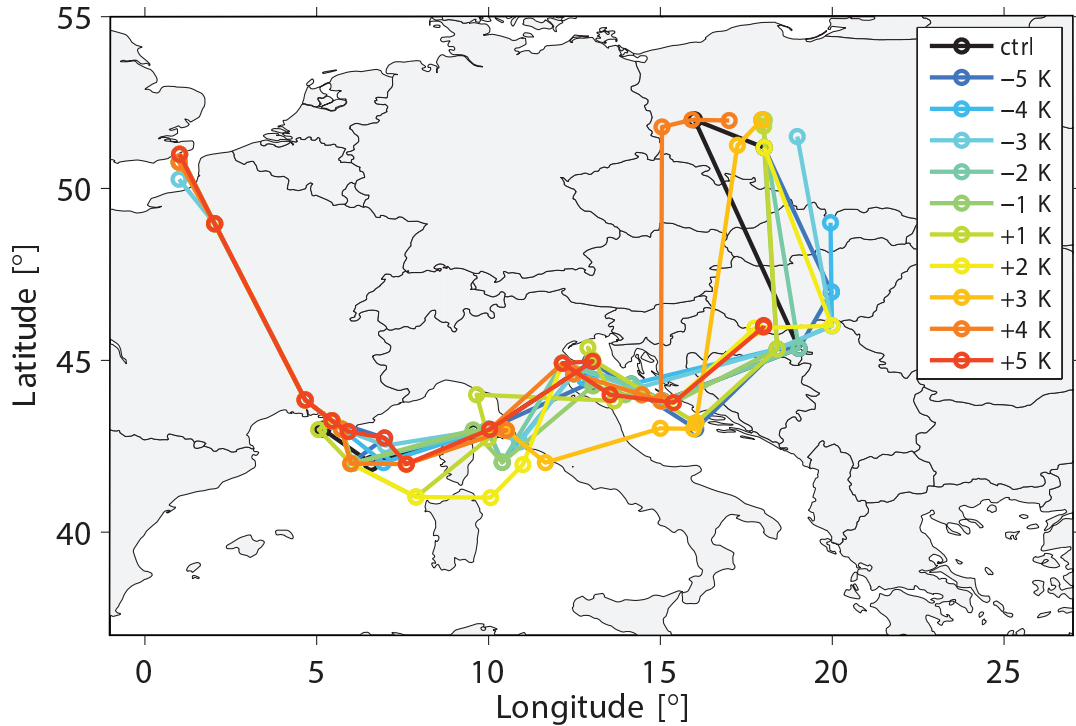 55
50
45
40
Latitude [°]
0 5 10 15 20 25
Longitude [°]
ctrl
−5 K
−4 K
−3 K
−2 K
−1 K
+1 K
+2 K
+3 K
+4 K
+5 K